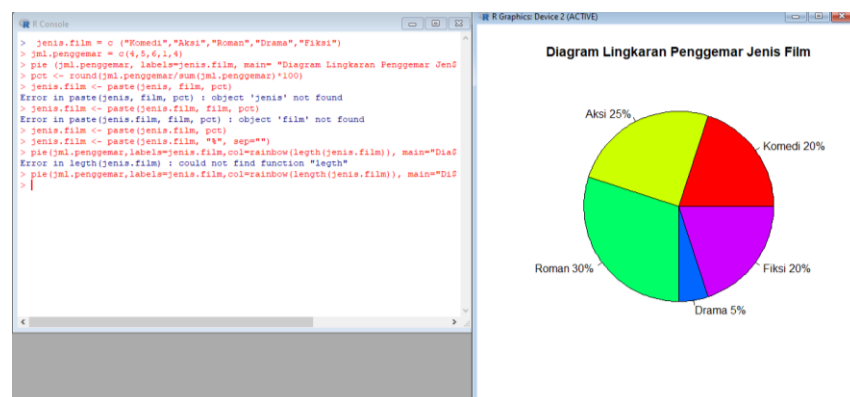 R Console
>  jenis.film = c ("Komedi","Aksi","Roman","Drama","Fiksi")
> jml.penggemar = c(4,5,6,1,4)
> pie (jml.penggemar, labels=jenis.film, main= "Diagram Lingkaran Penggemar Jen$
> pct <- round(jml.penggemar/sum(jml.penggemar)*100)
> jenis.film <- paste(jenis, film, pct)
Error in paste(jenis, film, pct) : object 'jenis' not found
> jenis.film <- paste(jenis.film, film, pct)
Error in paste(jenis.film, film, pct) : object 'film' not found
> jenis.film <- paste(jenis.film, pct)
> jenis.film <- paste(jenis.film, "%", sep="")
> pie(jml.penggemar,labels=jenis.film,col=rainbow(legth(jenis.film)), main="Dia$
Error in legth(jenis.film) : could not find function "legth"
> pie(jml.penggemar,labels=jenis.film,col=rainbow(length(jenis.film)), main="Di$
>
R Graphics: Device 2 (ACTIVE)
Diagram Lingkaran Penggemar Jenis Film
Aksi 25%
Komedi 20%
Roman 30%
Fiksi 20%
Drama 5%